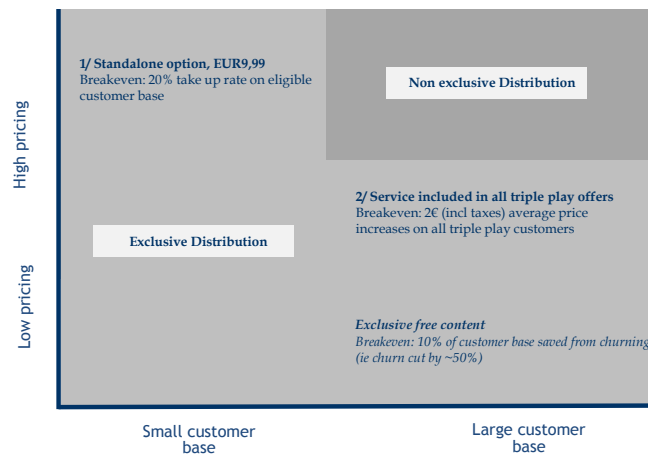 High pricing
Low pricing
1/ Standalone option, EUR9,99
Breakeven: 20% take up rate on eligible
customer base
Non exclusive Distribution
Exclusive Distribution
2/ Service included in all triple play offers
Breakeven: 2€ (incl taxes) average price
increases on all triple play customers
Exclusive free content
Breakeven: 10% of customer base saved from churning
(ie churn cut by ~50%)
Small customer
base
Large customer
base